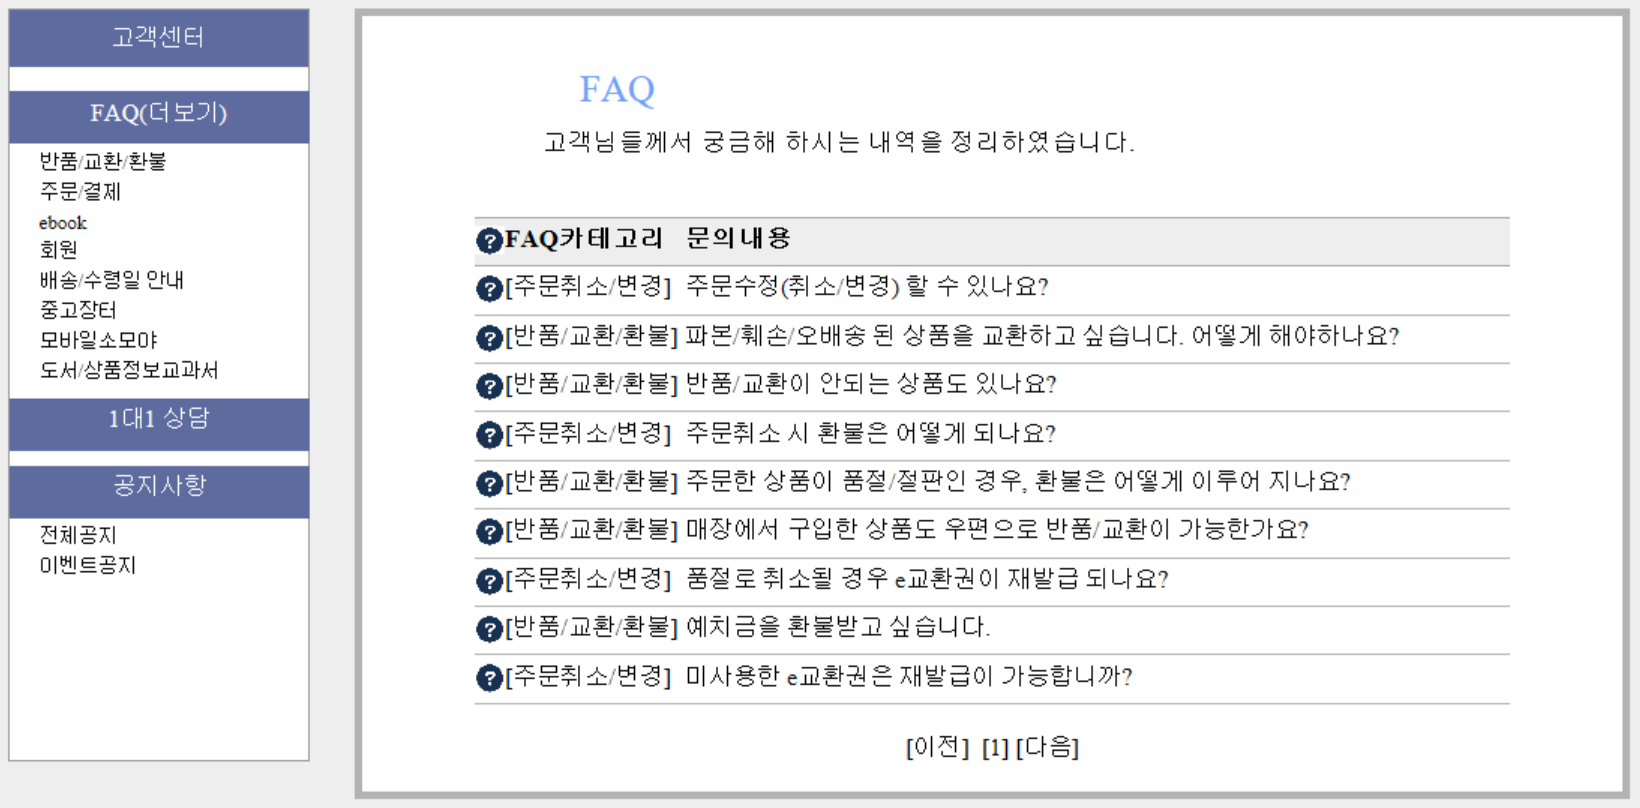 고객센터
FAQ(더보기)
반품/교환/환불
주문/결제
ebook
회원
배송/수령일 안내
중고장터
모바일소모야
도서/상품정보교과서
1대1 상담
공지사항
전체공지
이벤트공지
FAQ
고객님들께서 궁금해 하시는 내역을 정리하였습니다.
?FAQ카테고리 문의내용
?[주문취소/변경] 주문수정(취소/변경) 할 수 있나요?
?[반품/교환/환불] 파본/훼손/오배송 된 상품을 교환하고 싶습니다. 어떻게 해야하나요?
?[반품/교환/환불] 반품/교환이 안되는 상품도 있나요?
?[주문취소/변경] 주문취소 시 환불은 어떻게 되나요?
?[반품/교환/환불] 주문한 상품이 품절/절판인 경우, 환불은 어떻게 이루어 지나요?
?[반품/교환/환불] 매장에서 구입한 상품도 우편으로 반품/교환이 가능한가요?
?[주문취소/변경] 품절로 취소될 경우 e교환권이 재발급 되나요?
?[반품/교환/환불] 예치금을 환불받고 싶습니다.
?[주문취소/변경] 미사용한 e교환권은 재발급이 가능합니까?
[이전] [1] [다음]